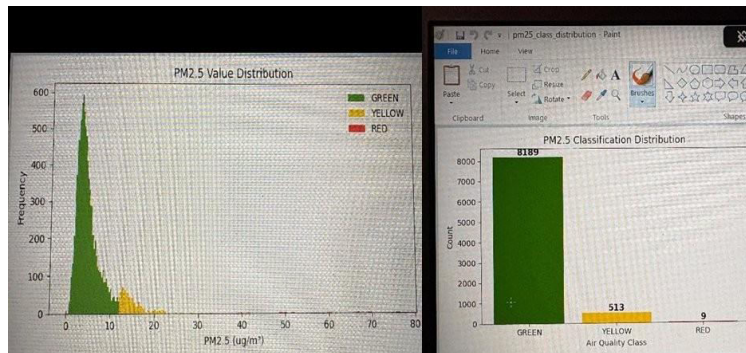 PM2.5 Value Distribution
600
500
400
300
200
100
0
Frequency
GREEN
YELLOW
RED
0 10 20 30 40 50 60 70 80
PM2.5 (ug/m³)
pm25_class_distribution - Paint
File Home View
Paste
Cut
Copy
Clipboard
Select
Crop
Resize
Rotate
Image
A
Tools
Brushes
Shapes
PM2.5 Classification Distribution
8000
7000
6000
5000
4000
3000
2000
1000
0
Count
8189
513
9
GREEN YELLOW RED
Air Quality Class